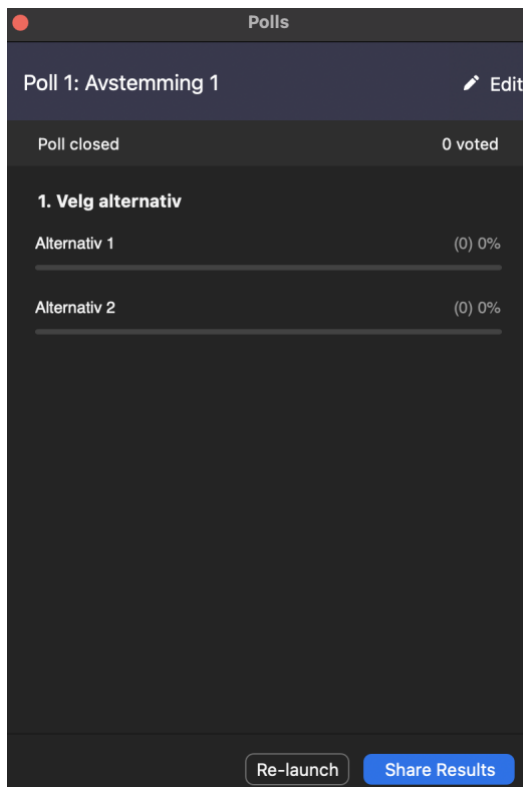 Polls
Poll 1: Avstemming 1 Edit
Poll closed 0 voted
1. Velg alternativ
Alternativ 1 (0) 0%
Alternativ 2 (0) 0%
Re-launch Share Results